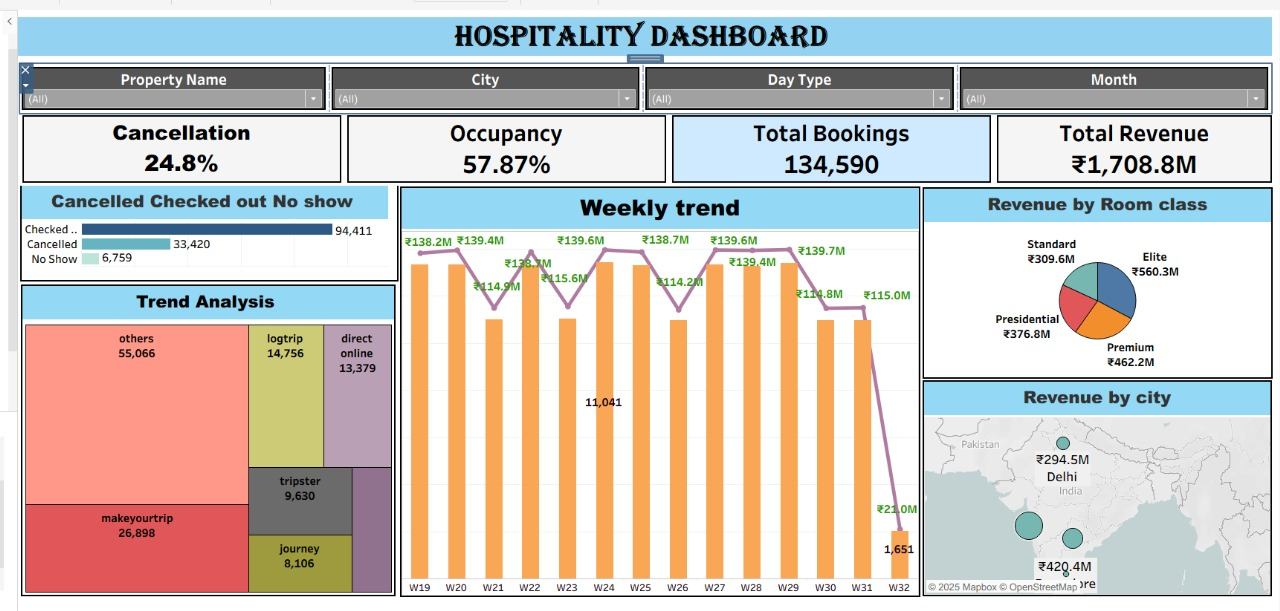 HOSPITALITY DASHBOARD
Property Name
(All)
City
(All)
Day Type
(All)
Month
(All)
Cancellation
24.8%
Occupancy
57.87%
Total Bookings
134,590
Total Revenue
₹1,708.8M
Cancelled Checked out No show
Checked ..
94,411
Cancelled
33,420
No Show
6,759
Trend Analysis
others
55,066
logtrip
14,756
direct
online
13,379
makeyourtrip
26,898
tripster
9,630
journey
8,106
Weekly trend
₹138.2M
₹139.4M
₹114.9M
₹138.7M
₹115.6M
₹139.6M
₹138.7M
₹114.2M
₹139.6M
₹139.4M
₹139.7M
₹114.8M
₹115.0M
₹21.0M
11,041
1,651
W19 W20 W21 W22 W23 W24 W25 W26 W27 W28 W29 W30 W31 W32
Revenue by Room class
Standard
₹309.6M
Elite
₹560.3M
Presidential
₹376.8M
Premium
₹462.2M
Revenue by city
Pakistan
₹294.5M
Delhi
India
₹420.4M
© 2025 Mapbox © OpenStreetMap